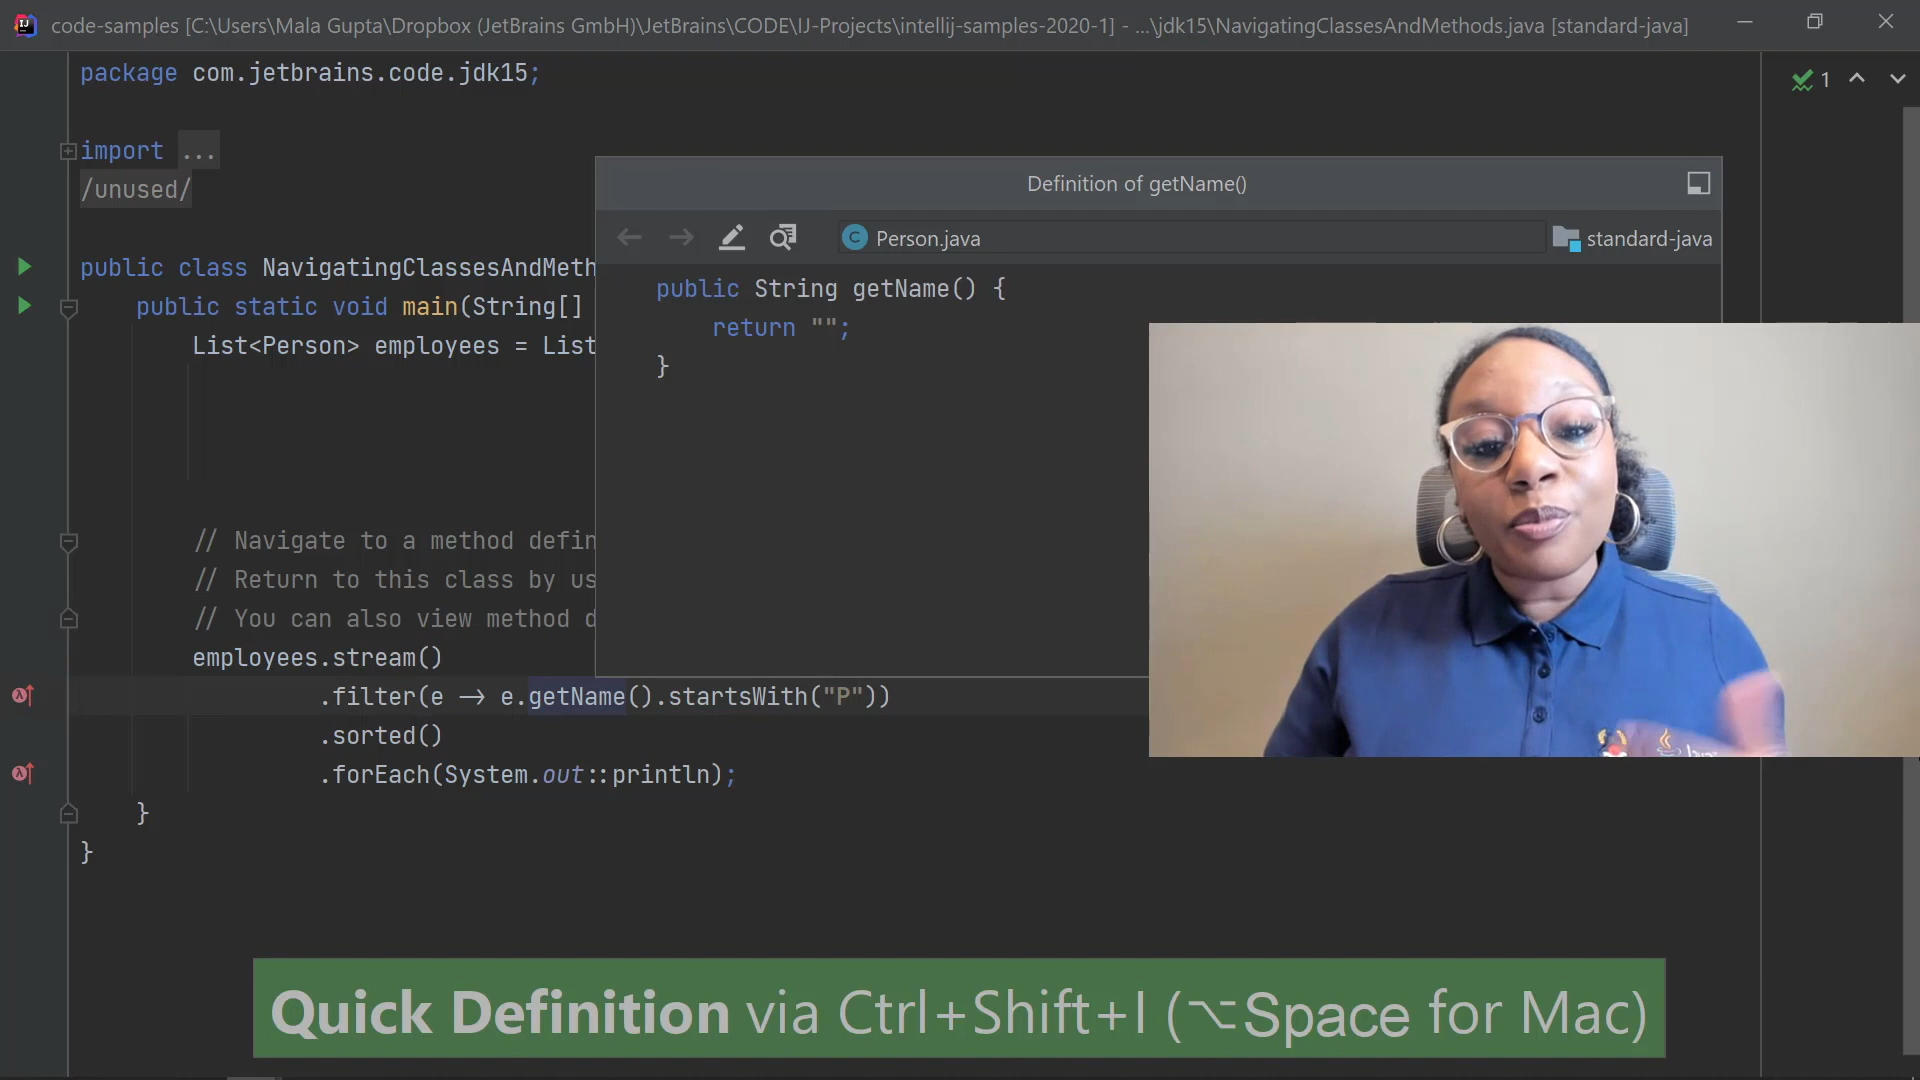 code-samples [C:\Users\Mala Gupta\Dropbox (JetBrains GmbH)\JetBrains\CODE\IJ-Projects\intellij-samples-2020-1] - ...\jdk15\NavigatingClassesAndMethods.java [standard-java]
package com.jetbrains.code.jdk15;
1
import ...
/unused/
Definition of getName()
Person.java
standard-java
public class NavigatingClassesAndMeth
public static void main(String[]
List<Person> employees = List
public String getName() {
return "";
}
// Navigate to a method defin
// Return to this class by us
// You can also view method d
employees.stream()
.filter(e → e.getName().startsWith("P"))
.sorted()
.forEach(System.out::println);
}
}
Quick Definition via Ctrl+Shift+I (⌥Space for Mac)